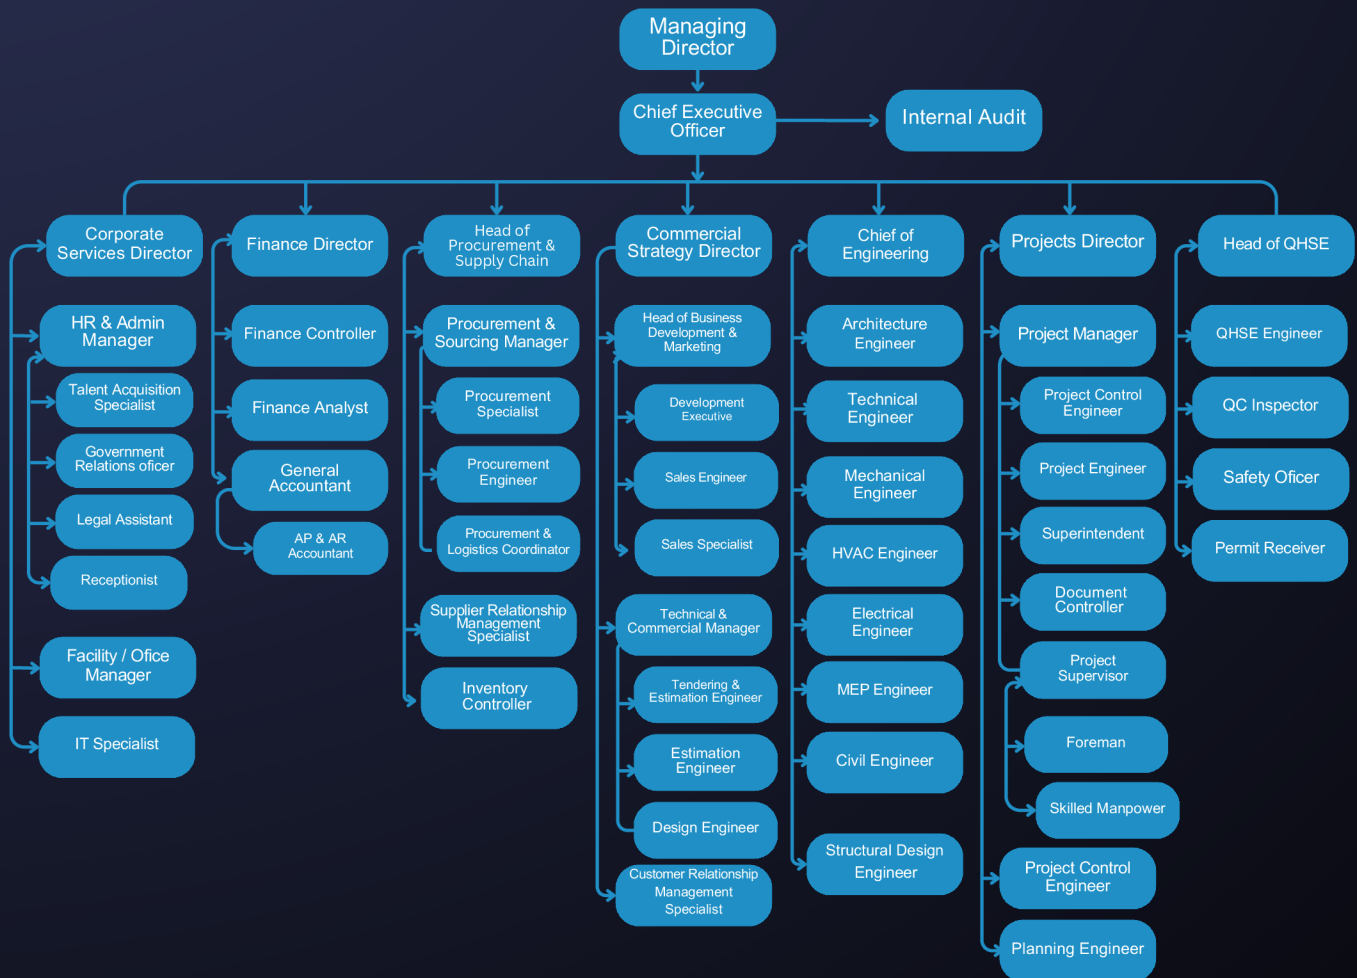 Managing
Director
Chief Executive
Officer
Internal Audit
Corporate
Services Director
HR & Admin
Manager
Talent Acquisition
Specialist
Government
Relations oficer
Legal Assistant
Receptionist
Facility / Ofice
Manager
IT Specialist
Finance Director
Finance Controller
Finance Analyst
General
Accountant
AP & AR
Accountant
Head of
Procurement &
Supply Chain
Procurement &
Sourcing Manager
Procurement
Specialist
Procurement
Engineer
Procurement &
Logistics Coordinator
Supplier Relationship
Management
Specialist
Inventory
Controller
Commercial
Strategy Director
Head of Business
Development &
Marketing
Development
Executive
Sales Engineer
Sales Specialist
Technical &
Commercial Manager
Tendering &
Estimation Engineer
Estimation
Engineer
Design Engineer
Customer Relationship
Management
Specialist
Chief of
Engineering
Architecture
Engineer
Technical
Engineer
Mechanical
Engineer
HVAC Engineer
Electrical
Engineer
MEP Engineer
Civil Engineer
Structural Design
Engineer
Projects Director
Project Manager
Project Control
Engineer
Project Engineer
Superintendent
Document
Controller
Project
Supervisor
Foreman
Skilled Manpower
Project Control
Engineer
Planning Engineer
Head of QHSE
QHSE Engineer
QC Inspector
Safety Oficer
Permit Receiver